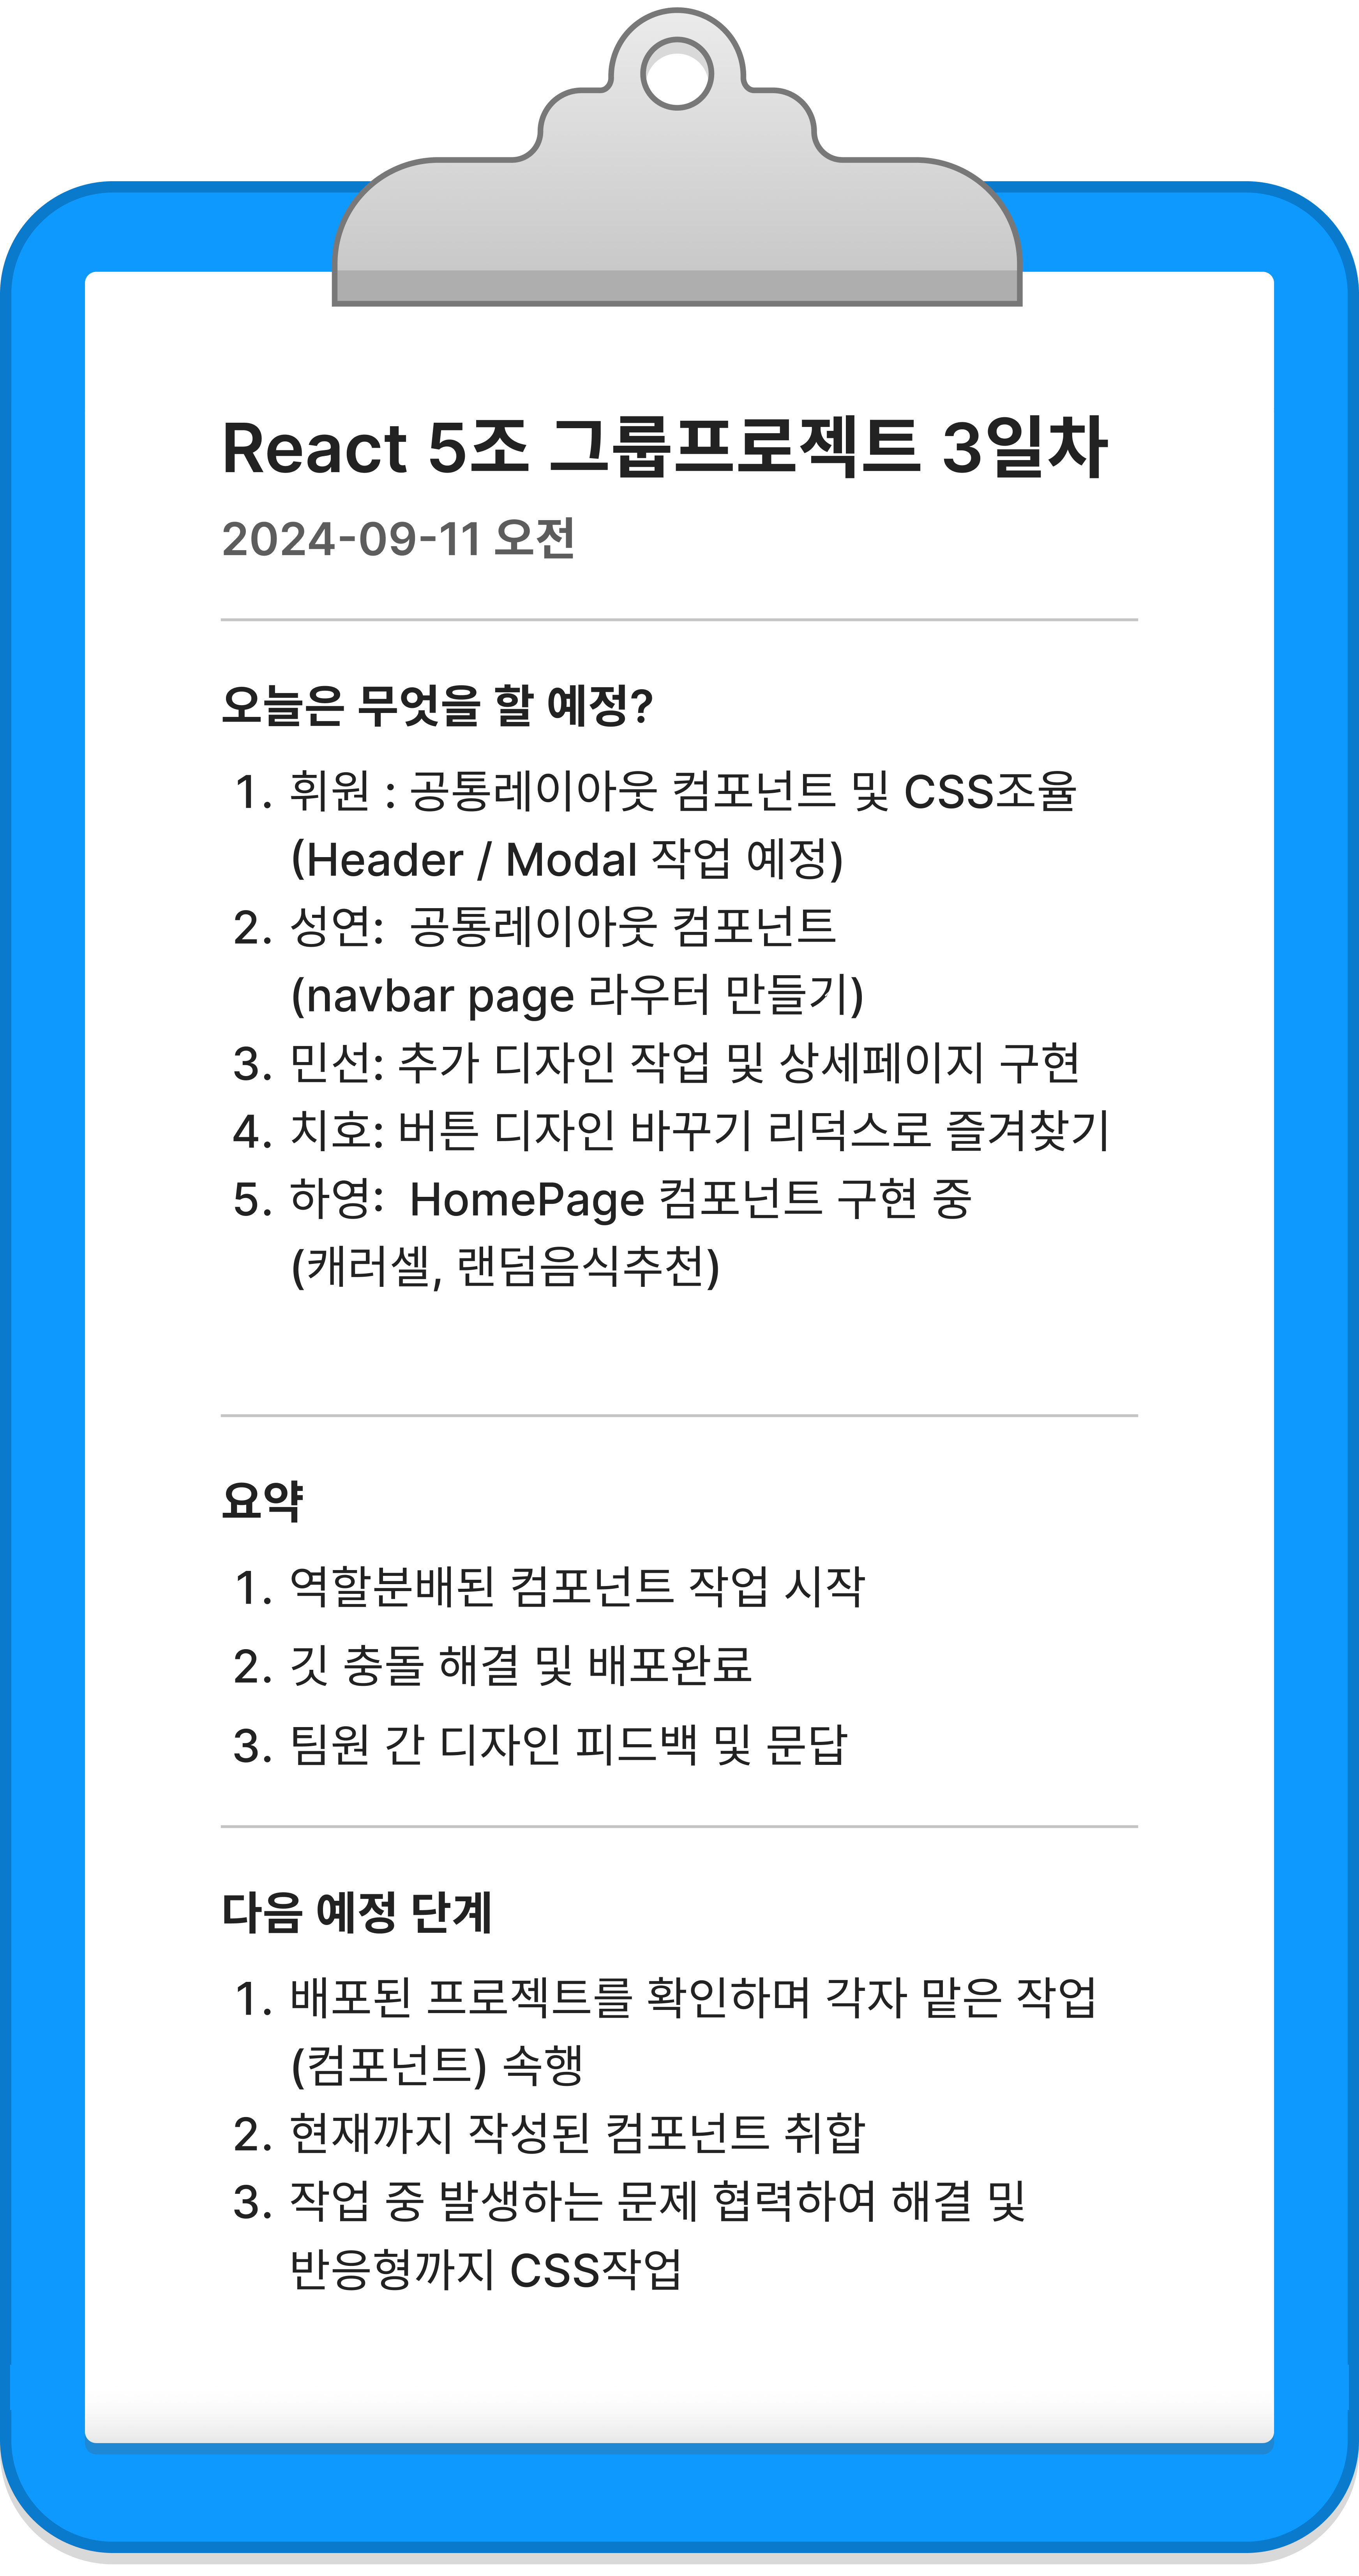 React 5조 그룹프로젝트 3일차
2024-09-11 오전
오늘은 무엇을 할 예정?
1. 휘원 : 공통레이아웃 컴포넌트 및 CSS조율
(Header / Modal 작업 예정)
2. 성연:  공통레이아웃 컴포넌트
(navbar page 라우터 만들기)
3. 민선: 추가 디자인 작업 및 상세페이지 구현
4. 치호: 버튼 디자인 바꾸기 리덕스로 즐겨찾기
5. 하영:  HomePage 컴포넌트 구현 중
(캐러셀, 랜덤음식추천)
요약
1. 역할분배된 컴포넌트 작업 시작
2. 깃 충돌 해결 및 배포완료
3. 팀원 간 디자인 피드백 및 문답
다음 예정 단계
1. 배포된 프로젝트를 확인하며 각자 맡은 작업
(컴포넌트) 속행
2. 현재까지 작성된 컴포넌트 취합
3. 작업 중 발생하는 문제 협력하여 해결 및
반응형까지 CSS작업